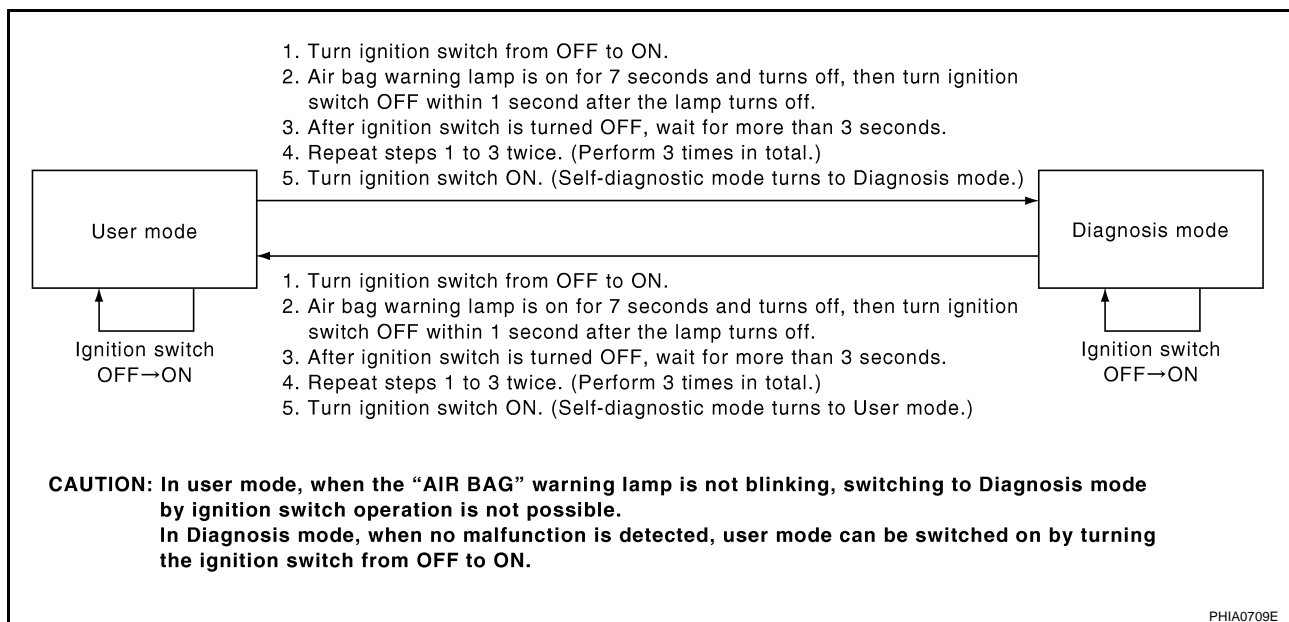 1. Turn ignition switch from OFF to ON.
2. Air bag warning lamp is on for 7 seconds and turns off, then turn ignition
switch OFF within 1 second after the lamp turns off.
3. After ignition switch is turned OFF, wait for more than 3 seconds.
4. Repeat steps 1 to 3 twice. (Perform 3 times in total.)
5. Turn ignition switch ON. (Self-diagnostic mode turns to Diagnosis mode.)
User mode
Diagnosis mode
1. Turn ignition switch from OFF to ON.
2. Air bag warning lamp is on for 7 seconds and turns off, then turn ignition
switch OFF within 1 second after the lamp turns off.
3. After ignition switch is turned OFF, wait for more than 3 seconds.
4. Repeat steps 1 to 3 twice. (Perform 3 times in total.)
5. Turn ignition switch ON. (Self-diagnostic mode turns to User mode.)
Ignition switch
OFF→ON
Ignition switch
OFF→ON
CAUTION: In user mode, when the “AIR BAG” warning lamp is not blinking, switching to Diagnosis mode
by ignition switch operation is not possible.
In Diagnosis mode, when no malfunction is detected, user mode can be switched on by turning
the ignition switch from OFF to ON.
PHIA0709E